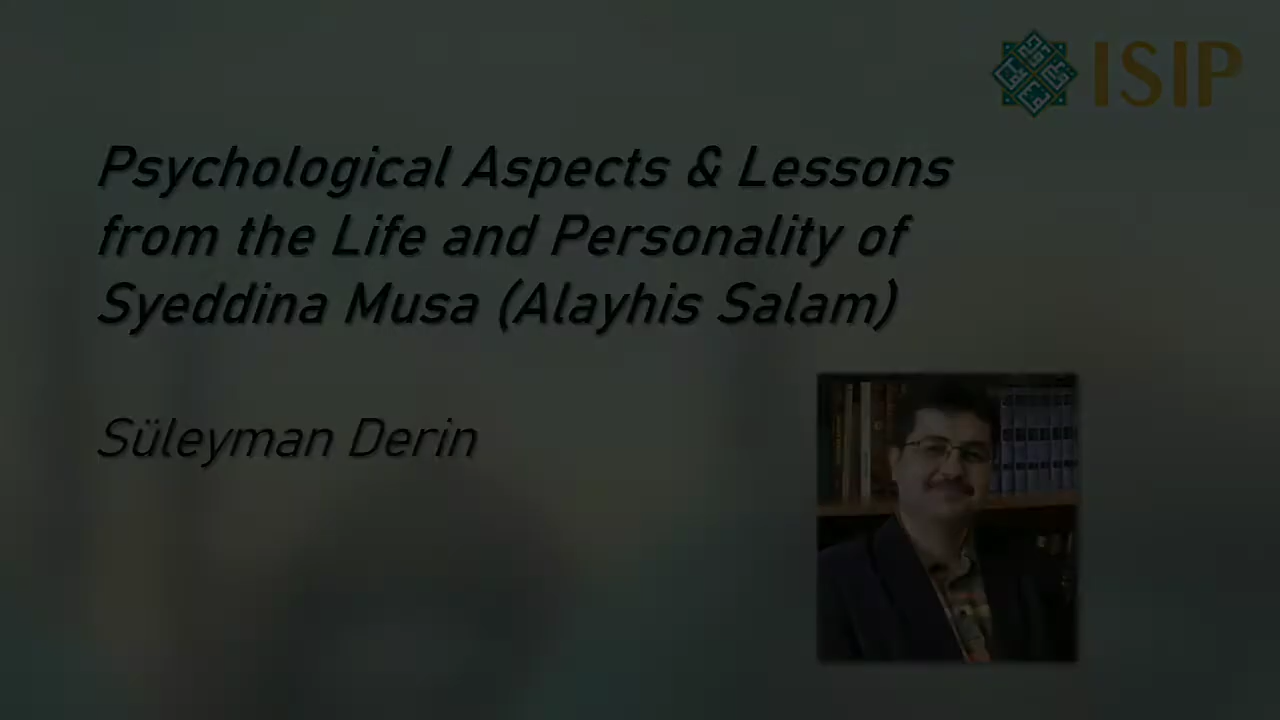 ISIP
Psychological Aspects & Lessons
from the Life and Personality of
Syeddina Musa (Alayhis Salam)
Süleyman Derin